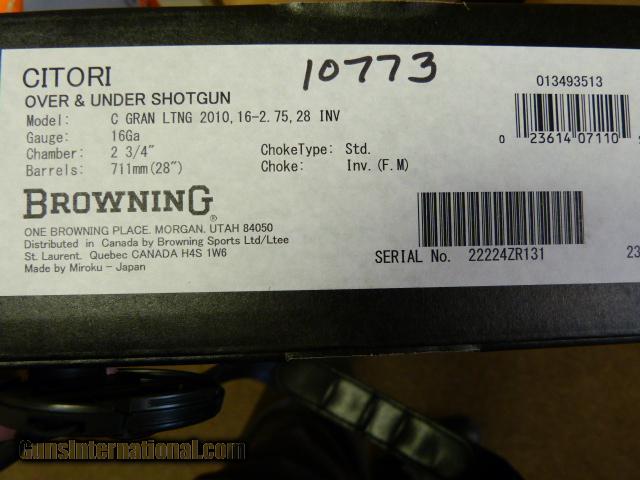 CITORI
10773
013493513
OVER & UNDER SHOTGUN
Model: C GRAN LTNG 2010,16-2.75,28 INV
Gauge: 16Ga
Chamber: 2 3/4" ChokeType: Std.
Barrels: 711mm(28") Choke: Inv.(F.M)
0 23614 07110
BROWNING®
ONE BROWNING PLACE. MORGAN. UTAH 84050
Distributed in Canada by Browning Sports Ltd/Ltee
St. Laurent. Quebec CANADA H4S 1W6
Made by Miroku - Japan
SERIAL No. 22224ZR131
23
GunsInternational.com